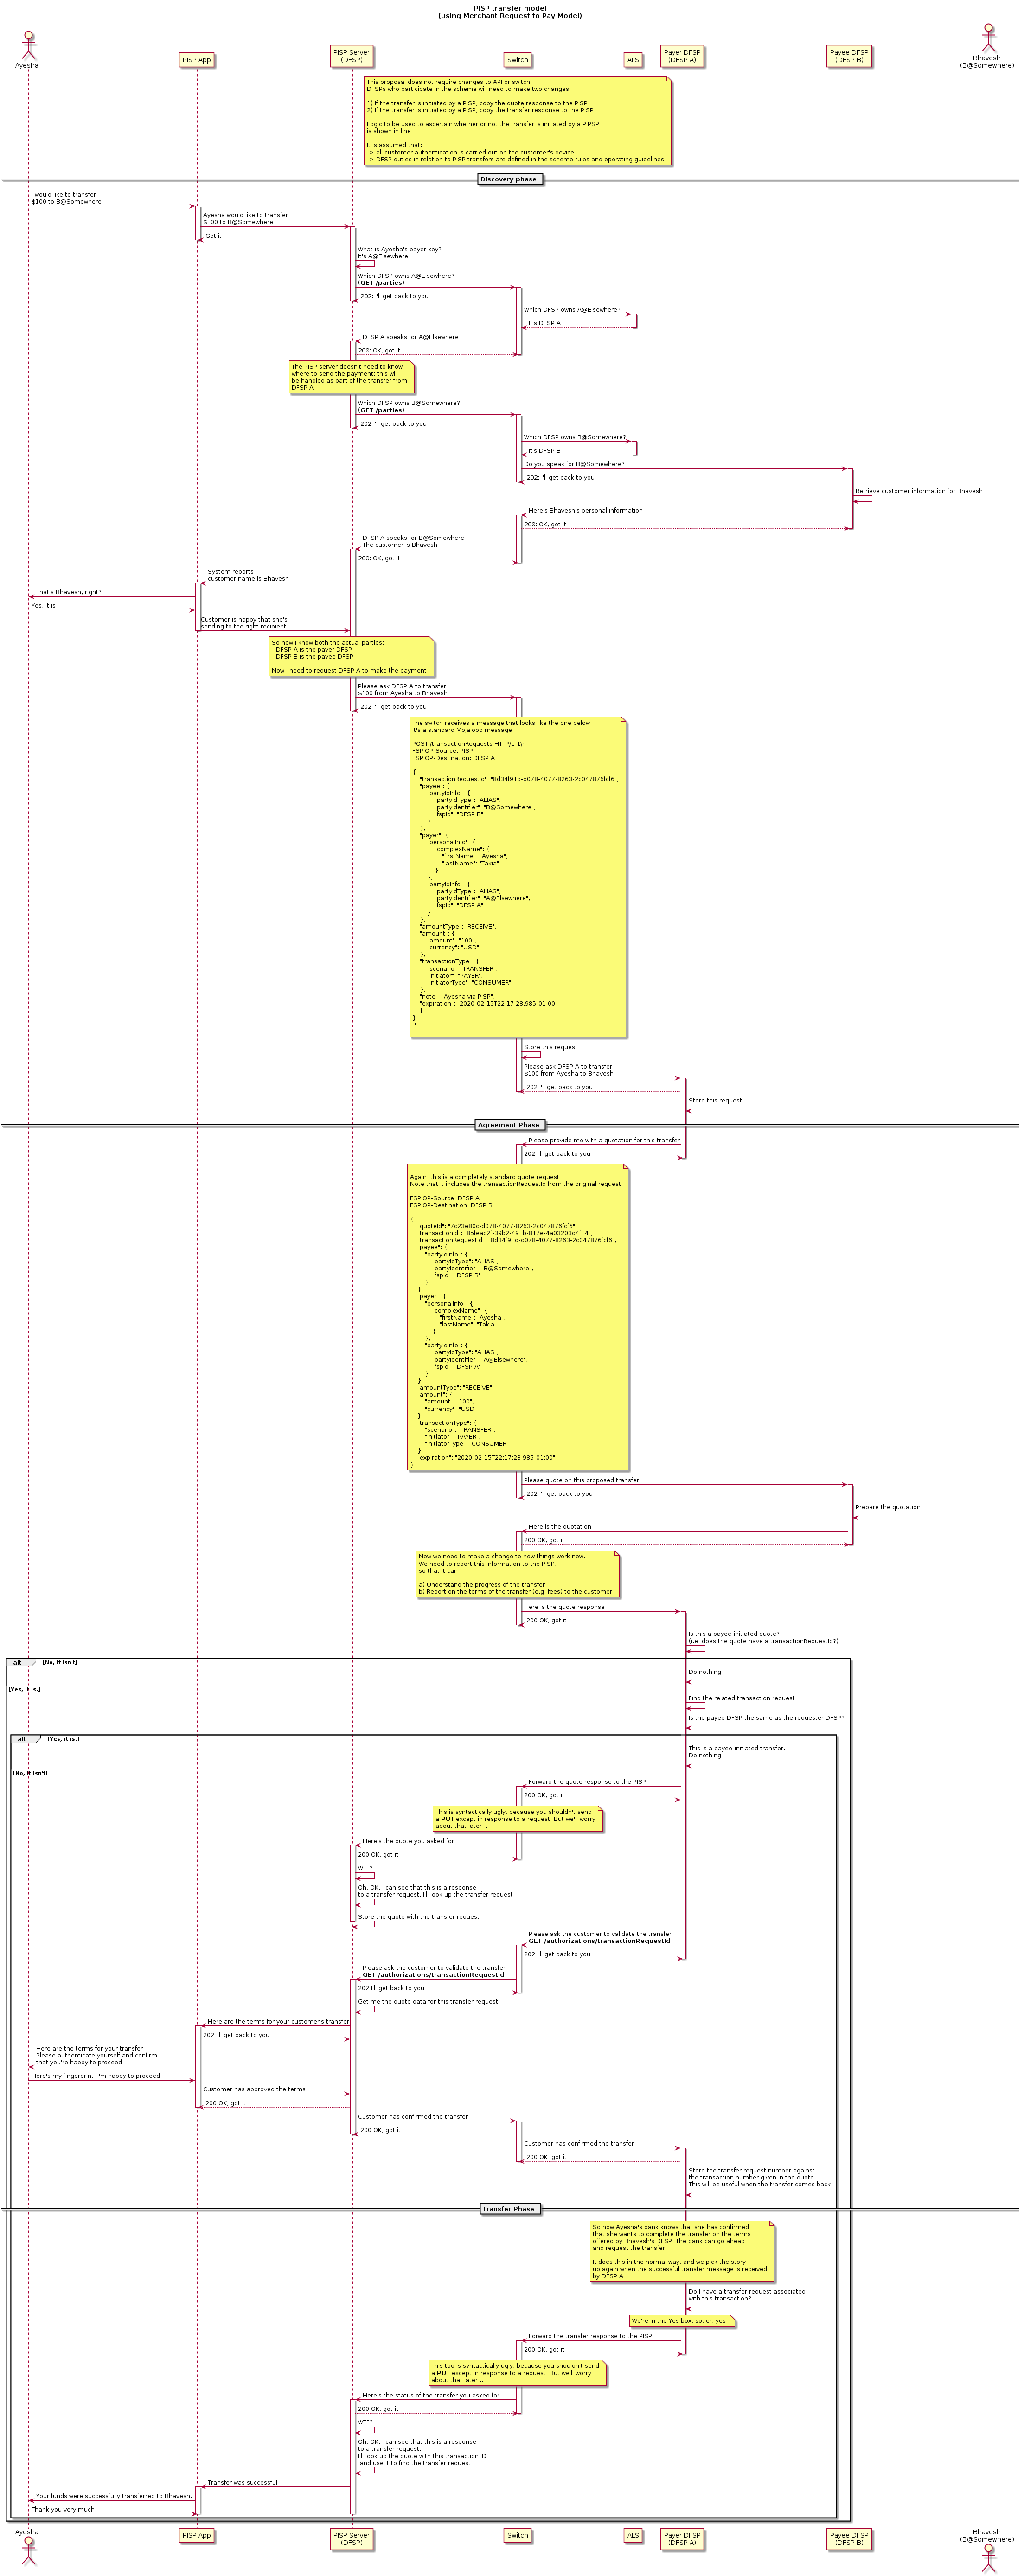 PISP transfer model
(using Merchant Request to Pay Model)
Ayesha
PISP App
PISP Server
(DFSP)
Switch
ALS
Payer DFSP
(DFSP A)
Payee DFSP
(DFSP B)
Bhavesh
(B@Somewhere)
This proposal does not require changes to API or switch.
DFSPs who participate in the scheme will need to make two changes:
1) If the transfer is initiated by a PISP, copy the quote response to the PISP
2) If the transfer is initiated by a PISP, copy the transfer response to the PISP
Logic to be used to ascertain whether or not the transfer is initiated by a PIPSP
is shown in line.
It is assumed that:
-> all customer authentication is carried out on the customer's device
-> DFSP duties in relation to PISP transfers are defined in the scheme rules and operating guidelines
Discovery phase
I would like to transfer
$100 to B@Somewhere
Ayesha would like to transfer
$100 to B@Somewhere
Got it.
What is Ayesha's payer key?
It's A@Elsewhere
Which DFSP owns A@Elsewhere?
(GET /parties)
202: I'll get back to you
Which DFSP owns A@Elsewhere?
It's DFSP A
DFSP A speaks for A@Elsewhere
200: OK, got it
The PISP server doesn't need to know
where to send the payment: this will
be handled as part of the transfer from
DFSP A
Which DFSP owns B@Somewhere?
(GET /parties)
202 I'll get back to you
Which DFSP owns B@Somewhere?
It's DFSP B
Do you speak for B@Somewhere?
202: I'll get back to you
Retrieve customer information for Bhavesh
Here's Bhavesh's personal information
200: OK, got it
DFSP A speaks for B@Somewhere
The customer is Bhavesh
200: OK, got it
System reports
customer name is Bhavesh
That's Bhavesh, right?
Yes, it is
Customer is happy that she's
sending to the right recipient
So now I know both the actual parties:
- DFSP A is the payer DFSP
- DFSP B is the payee DFSP
Now I need to request DFSP A to make the payment
Please ask DFSP A to transfer
$100 from Ayesha to Bhavesh
202 I'll get back to you
The switch receives a message that looks like the one below.
It's a standard Mojaloop message
POST /transactionRequests HTTP/1.1\n
FSPIOP-Source: PISP
FSPIOP-Destination: DFSP A
{
"transactionRequestId": "8d34f91d-d078-4077-8263-2c047876fcf6",
"payee": {
"partyIdInfo": {
"partyIdType": "ALIAS",
"partyIdentifier": "B@Somewhere",
"fspId": "DFSP B"
}
},
"payer": {
"personalInfo": {
"complexName": {
"firstName": "Ayesha",
"lastName": "Takia"
}
},
"partyIdInfo": {
"partyIdType": "ALIAS",
"partyIdentifier": "A@Elsewhere",
"fspId": "DFSP A"
}
},
"amountType": "RECEIVE",
"amount": {
"amount": "100",
"currency": "USD"
},
"transactionType": {
"scenario": "TRANSFER",
"initiator": "PAYER",
"initiatorType": "CONSUMER"
},
"note": "Ayesha via PISP",
"expiration": "2020-02-15T22:17:28.985-01:00"
]
}
""
Store this request
Please ask DFSP A to transfer
$100 from Ayesha to Bhavesh
202 I'll get back to you
Store this request
Agreement Phase
Please provide me with a quotation for this transfer
202 I'll get back to you
Again, this is a completely standard quote request
Note that it includes the transactionRequestId from the original request
FSPIOP-Source: DFSP A
FSPIOP-Destination: DFSP B
{
"quoteId": "7c23e80c-d078-4077-8263-2c047876fcf6",
"transactionId": "85feac2f-39b2-491b-817e-4a03203d4f14",
"transactionRequestId": "8d34f91d-d078-4077-8263-2c047876fcf6",
"payee": {
"partyIdInfo": {
"partyIdType": "ALIAS",
"partyIdentifier": "B@Somewhere",
"fspId": "DFSP B"
}
},
"payer": {
"personalInfo": {
"complexName": {
"firstName": "Ayesha",
"lastName": "Takia"
}
},
"partyIdInfo": {
"partyIdType": "ALIAS",
"partyIdentifier": "A@Elsewhere",
"fspId": "DFSP A"
}
},
"amountType": "RECEIVE",
"amount": {
"amount": "100",
"currency": "USD"
},
"transactionType": {
"scenario": "TRANSFER",
"initiator": "PAYER",
"initiatorType": "CONSUMER"
},
"expiration": "2020-02-15T22:17:28.985-01:00"
}
Please quote on this proposed transfer
202 I'll get back to you
Prepare the quotation
Here is the quotation
200 OK, got it
Now we need to make a change to how things work now.
We need to report this information to the PISP,
so that it can:
a) Understand the progress of the transfer
b) Report on the terms of the transfer (e.g. fees) to the customer
Here is the quote response
200 OK, got it
Is this a payee-initiated quote?
(i.e. does the quote have a transactionRequestId?)
alt [No, it isn't]
Do nothing
[Yes, it is.]
Find the related transaction request
Is the payee DFSP the same as the requester DFSP?
alt [Yes, it is.]
This is a payee-initiated transfer.
Do nothing
[No, it isn't]
Forward the quote response to the PISP
200 OK, got it
This is syntactically ugly, because you shouldn't send
a PUT except in response to a request. But we'll worry
about that later...
Here's the quote you asked for
200 OK, got it
WTF?
Oh, OK. I can see that this is a response
to a transfer request. I'll look up the transfer request
Store the quote with the transfer request
Please ask the customer to validate the transfer
GET /authorizations/transactionRequestId
202 I'll get back to you
Please ask the customer to validate the transfer
GET /authorizations/transactionRequestId
202 I'll get back to you
Get me the quote data for this transfer request
Here are the terms for your customer's transfer
202 I'll get back to you
Here are the terms for your transfer.
Please authenticate yourself and confirm
that you're happy to proceed
Here's my fingerprint. I'm happy to proceed
Customer has approved the terms.
200 OK, got it
Customer has confirmed the transfer
200 OK, got it
Customer has confirmed the transfer
200 OK, got it
Store the transfer request number against
the transaction number given in the quote.
This will be useful when the transfer comes back
Transfer Phase
So now Ayesha's bank knows that she has confirmed
that she wants to complete the transfer on the terms
offered by Bhavesh's DFSP. The bank can go ahead
and request the transfer.
It does this in the normal way, and we pick the story
up again when the successful transfer message is received
by DFSP A
Do I have a transfer request associated
with this transaction?
We're in the Yes box, so, er, yes.
Forward the transfer response to the PISP
200 OK, got it
This too is syntactically ugly, because you shouldn't send
a PUT except in response to a request. But we'll worry
about that later...
Here's the status of the transfer you asked for
200 OK, got it
WTF?
Oh, OK. I can see that this is a response
to a transfer request.
I'll look up the quote with this transaction ID
and use it to find the transfer request
Transfer was successful
Your funds were successfully transferred to Bhavesh.
Thank you very much.
Ayesha
PISP App
PISP Server
(DFSP)
Switch
ALS
Payer DFSP
(DFSP A)
Payee DFSP
(DFSP B)
Bhavesh
(B@Somewhere)